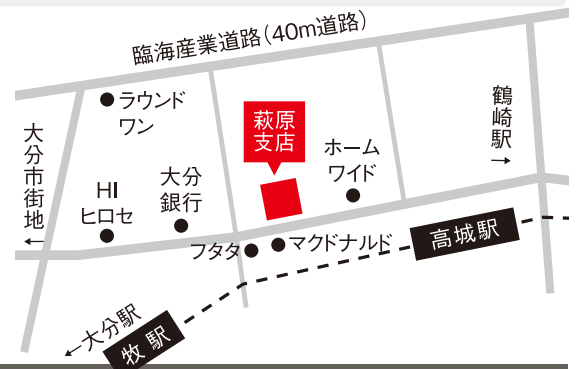 臨海産業道路(40m道路)
ラウンド
ワン
萩原
支店
鶴崎駅
→
大分市街地
←
ホーム
ワイド
大分
銀行
HI
ヒロセ
フタタ
マクドナルド
高城駅
←大分駅
牧駅